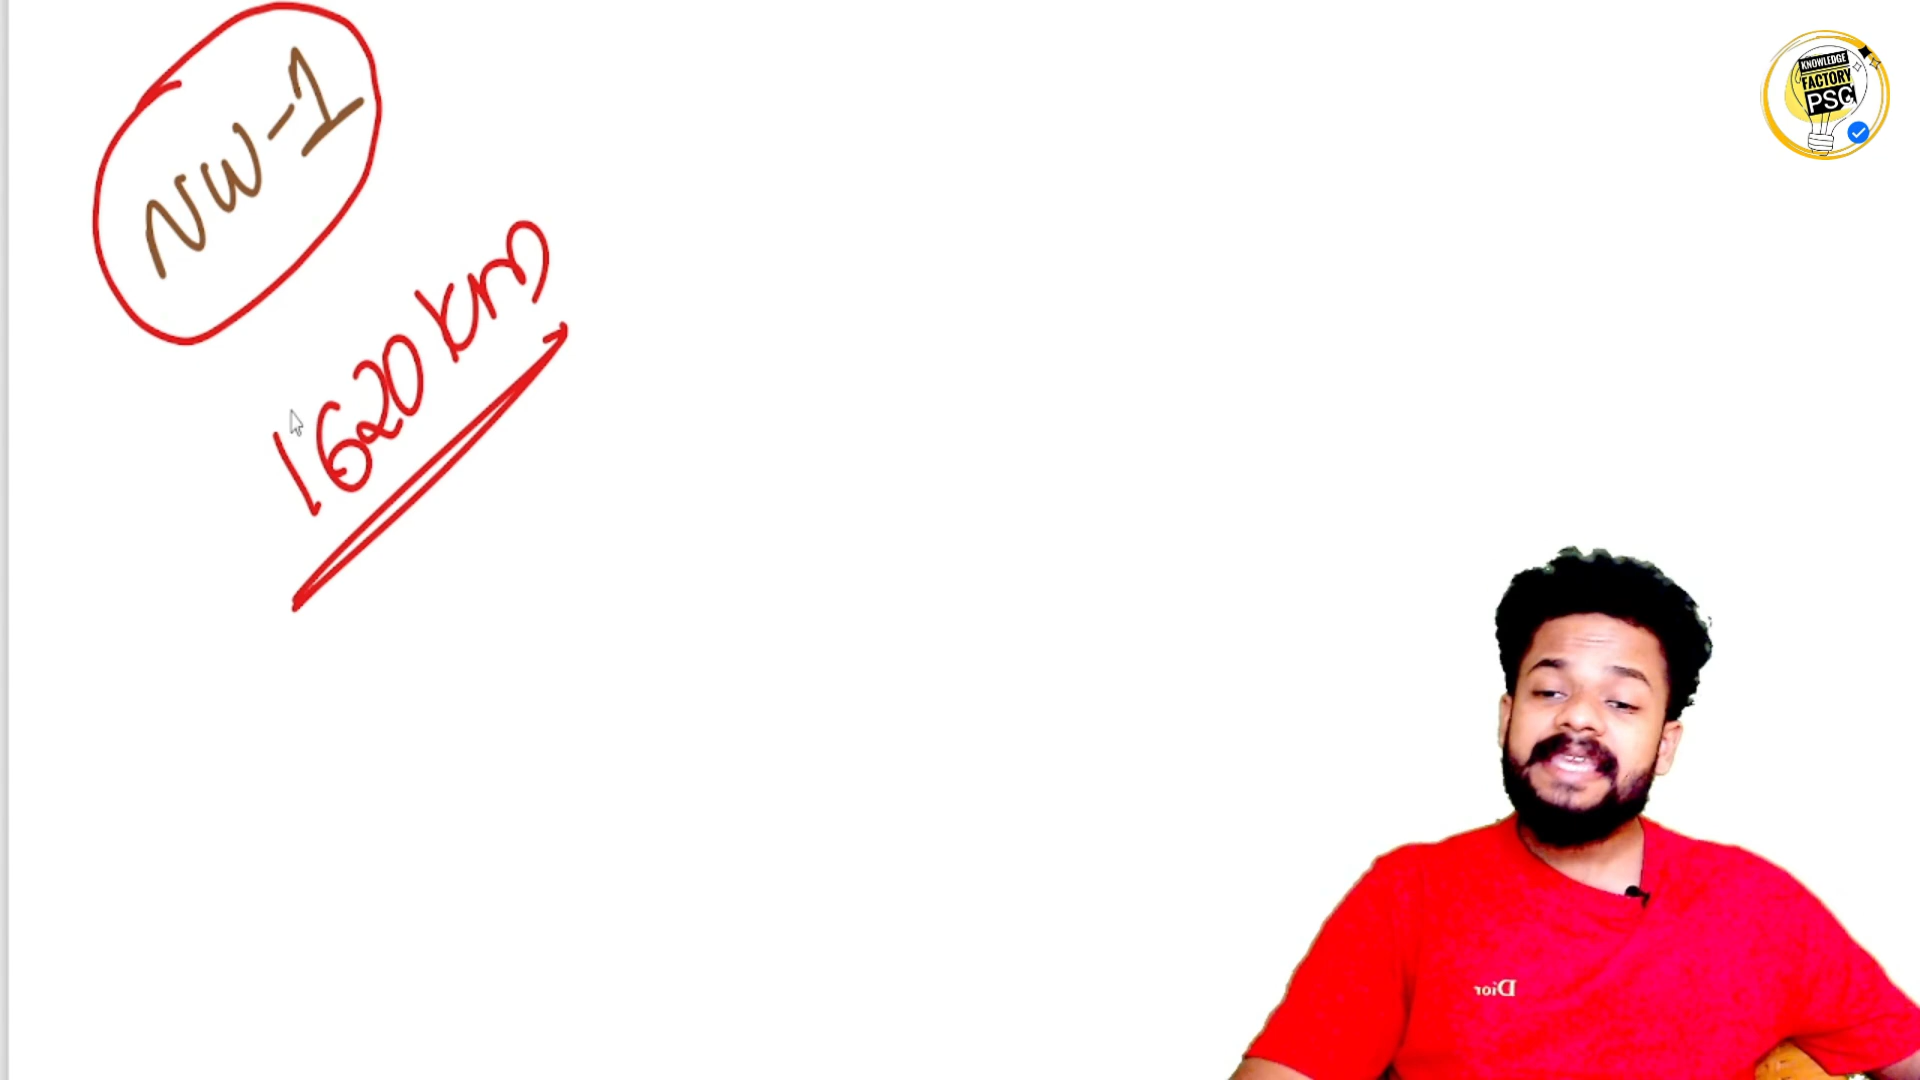 NW-1
1620 km
KNOWLEDGE
FACTORY
PSC
Dior